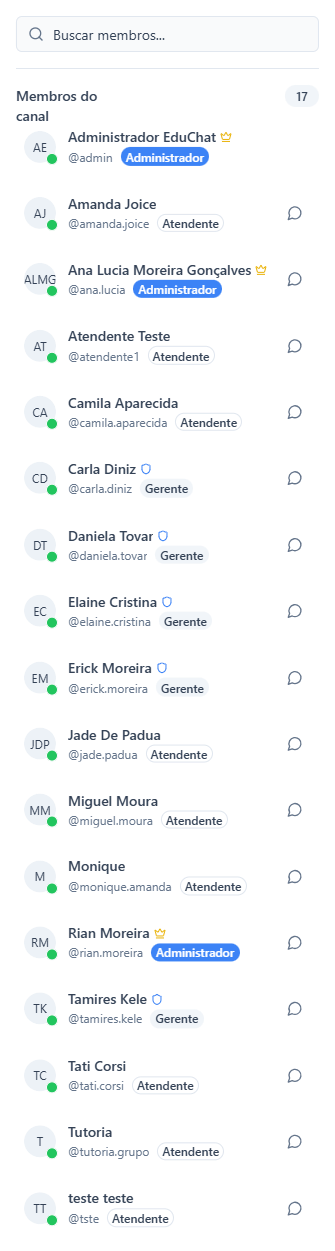 Buscar membros...
Membros do
canal
17
AE
Administrador EduChat
@admin Administrador
AJ
Amanda Joice
@amanda.joice Atendente
ALMG
Ana Lucia Moreira Gonçalves
@ana.lucia Administrador
AT
Atendente Teste
@atendente1 Atendente
CA
Camila Aparecida
@camila.aparecida Atendente
CD
Carla Diniz
@carla.diniz Gerente
DT
Daniela Tovar
@daniela.tovar Gerente
EC
Elaine Cristina
@elaine.cristina Gerente
EM
Erick Moreira
@erick.moreira Gerente
JDP
Jade De Padua
@jade.padua Atendente
MM
Miguel Moura
@miguel.moura Atendente
M
Monique
@monique.amanda Atendente
RM
Rian Moreira
@rian.moreira Administrador
TK
Tamires Kele
@tamires.kele Gerente
TC
Tati Corsi
@tati.corsi Atendente
T
Tutoria
@tutoria.grupo Atendente
TT
teste teste
@tste Atendente